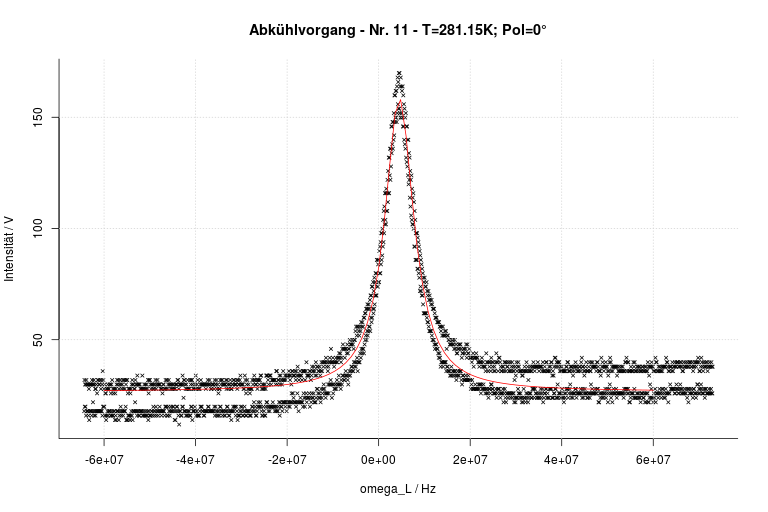 Abkühlvorgang - Nr. 11 - T=281.15K; Pol=0°
Intensität / V
150
100
50
-6e+07 -4e+07 -2e+07 0e+00 2e+07 4e+07 6e+07
omega_L / Hz